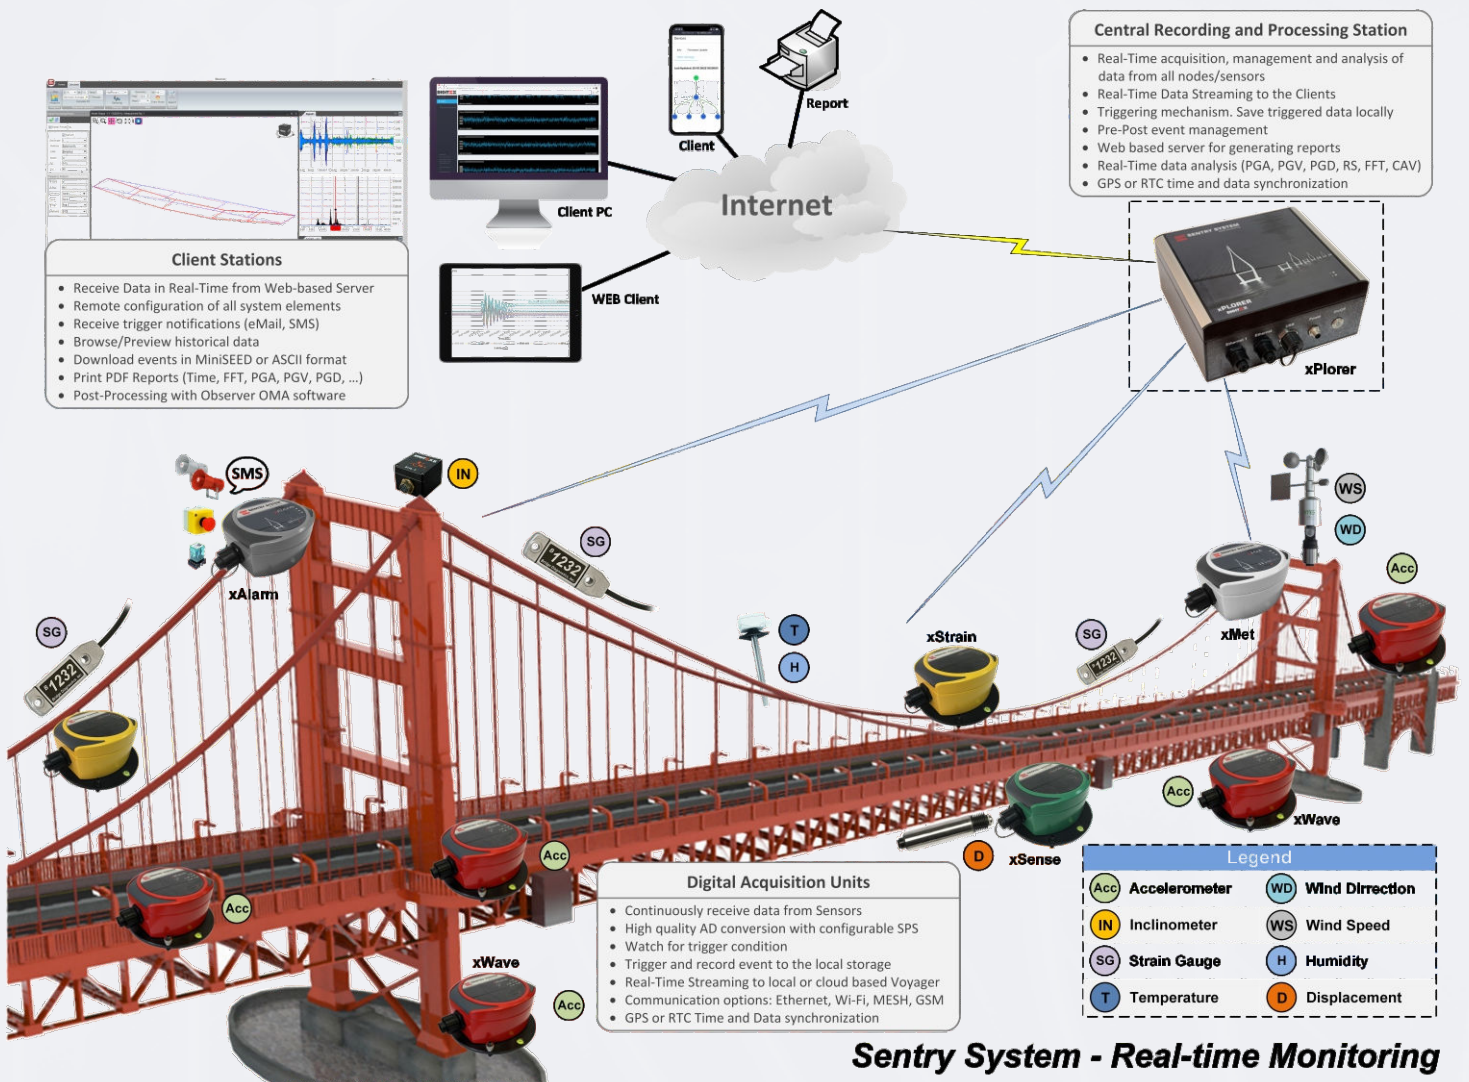 Central Recording and Processing Station
• Real-Time acquisition, management and analysis of
data from all nodes/sensors
• Real-Time Data Streaming to the Clients
• Triggering mechanism. Save triggered data locally
• Pre-Post event management
• Web based server for generating reports
• Real-Time data analysis (PGA, PGV, PGD, RS, FFT, CAV)
• GPS or RTC time and data synchronization
Report
Client
Client PC
Internet
WEB Client
SENTRY SYSTEM
xPLORER
xPlorer
Client Stations
• Receive Data in Real-Time from Web-based Server
• Remote configuration of all system elements
• Receive trigger notifications (eMail, SMS)
• Browse/Preview historical data
• Download events in MiniSEED or ASCII format
• Print PDF Reports (Time, FFT, PGA, PGV, PGD, ...)
• Post-Processing with Observer OMA software
SMS
IN
xAlarm
SG
1232
SG
1232
T
H
xStrain
SG
1232
WS
WD
xMet
Acc
Acc
xWave
D
xSense
Acc
Acc
xWave
Acc
Digital Acquisition Units
• Continuously receive data from Sensors
• High quality AD conversion with configurable SPS
• Watch for trigger condition
• Trigger and record event to the local storage
• Real-Time Streaming to local or cloud based Voyager
• Communication options: Ethernet, Wi-Fi, MESH, GSM
• GPS or RTC Time and Data synchronization
Legend
Acc Accelerometer
WD Wind Dirrection
IN Inclinometer
WS Wind Speed
SG Strain Gauge
H Humidity
T Temperature
D Displacement
Sentry System - Real-time Monitoring